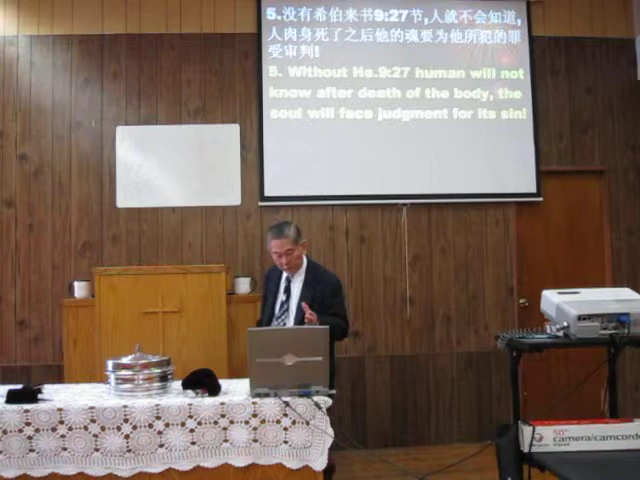 5.没有希伯来书9:27节,人就不会知道,
人肉身死了之后他的魂要为他所犯的罪
受审判!
5. Without He.9:27 human will not
know after death of the body, the
soul will face judgment for its sin!
50"
camera/camcorde
tripod